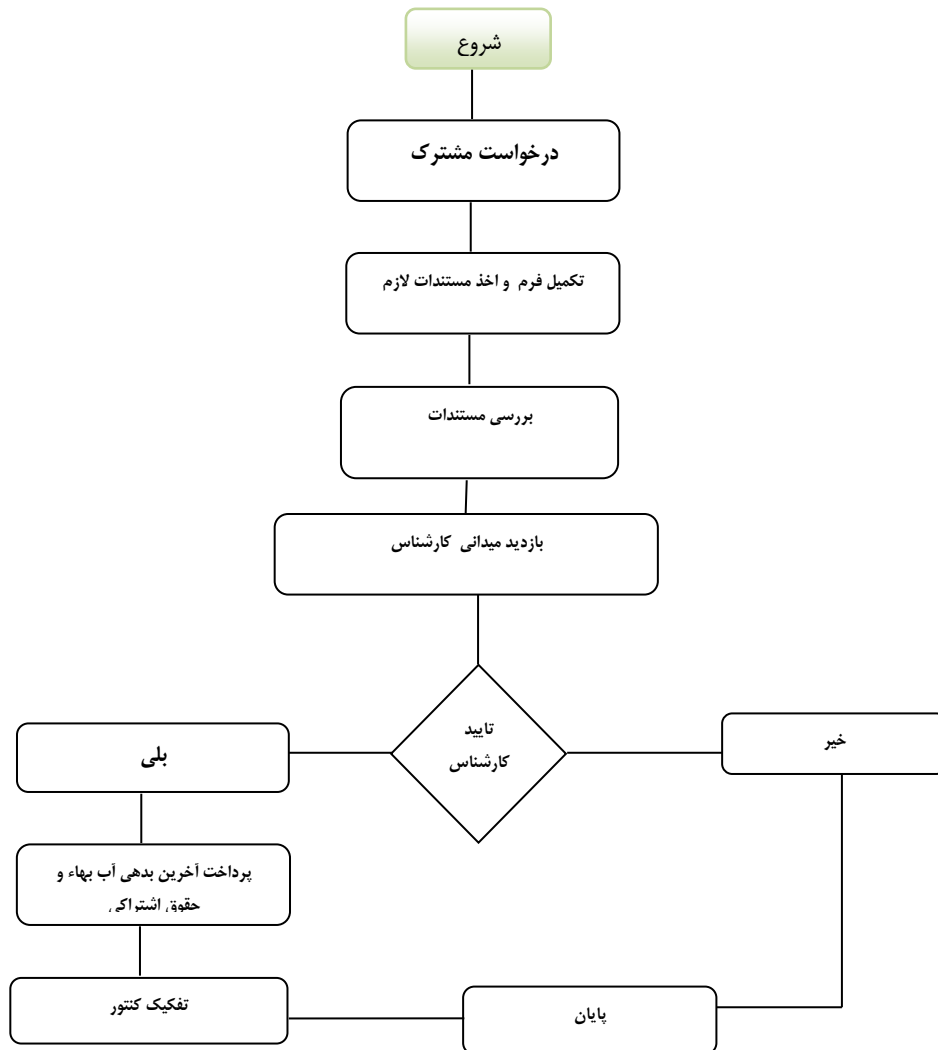 شروع
درخواست مشترک
تکمیل فرم و اخذ مستندات لازم
بررسی مستندات
بازدید میدانی کارشناس
تایید
کارشناس
خیر
بلی
پرداخت آخرین بدهی آب بهاء و
حقوق اشتراکی
تفکیک کنتور
پایان